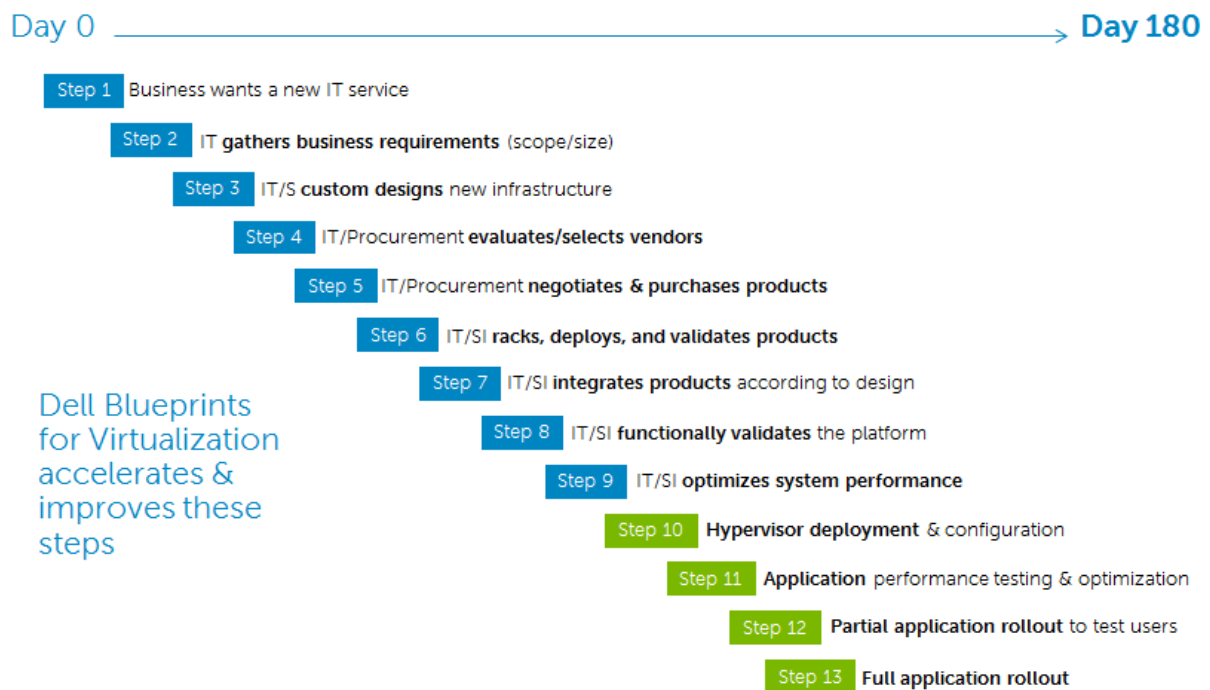 Day 0 Day 180
Step 1 Business wants a new IT service
Step 2 IT gathers business requirements (scope/size)
Step 3 IT/S custom designs new infrastructure
Step 4 IT/Procurement evaluates/selects vendors
Step 5 IT/Procurement negotiates & purchases products
Step 6 IT/SI racks, deploys, and validates products
Step 7 IT/SI integrates products according to design
Step 8 IT/SI functionally validates the platform
Step 9 IT/SI optimizes system performance
Step 10 Hypervisor deployment & configuration
Step 11 Application performance testing & optimization
Step 12 Partial application rollout to test users
Step 13 Full application rollout
Dell Blueprints
for Virtualization
accelerates &
improves these
steps